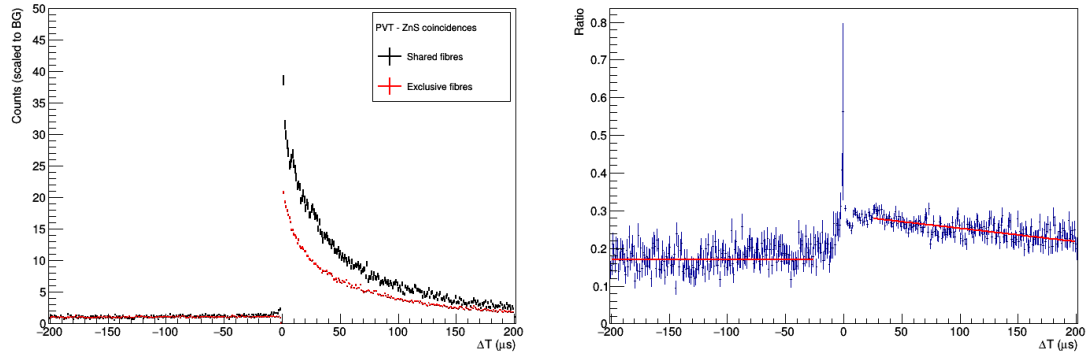 Counts (scaled to BG)
50
45
40
35
30
25
20
15
10
5
0
−200 −150 −100 −50 0 50 100 150 200
ΔT (μs)
PVT - ZnS coincidences
Shared fibres
Exclusive fibres
Ratio
0.8
0.7
0.6
0.5
0.4
0.3
0.2
0.1
0
−200 −150 −100 −50 0 50 100 150 200
ΔT (μs)